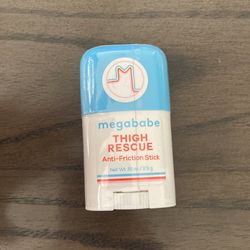 megababe
THIGH
RESCUE
Anti-Friction Stick